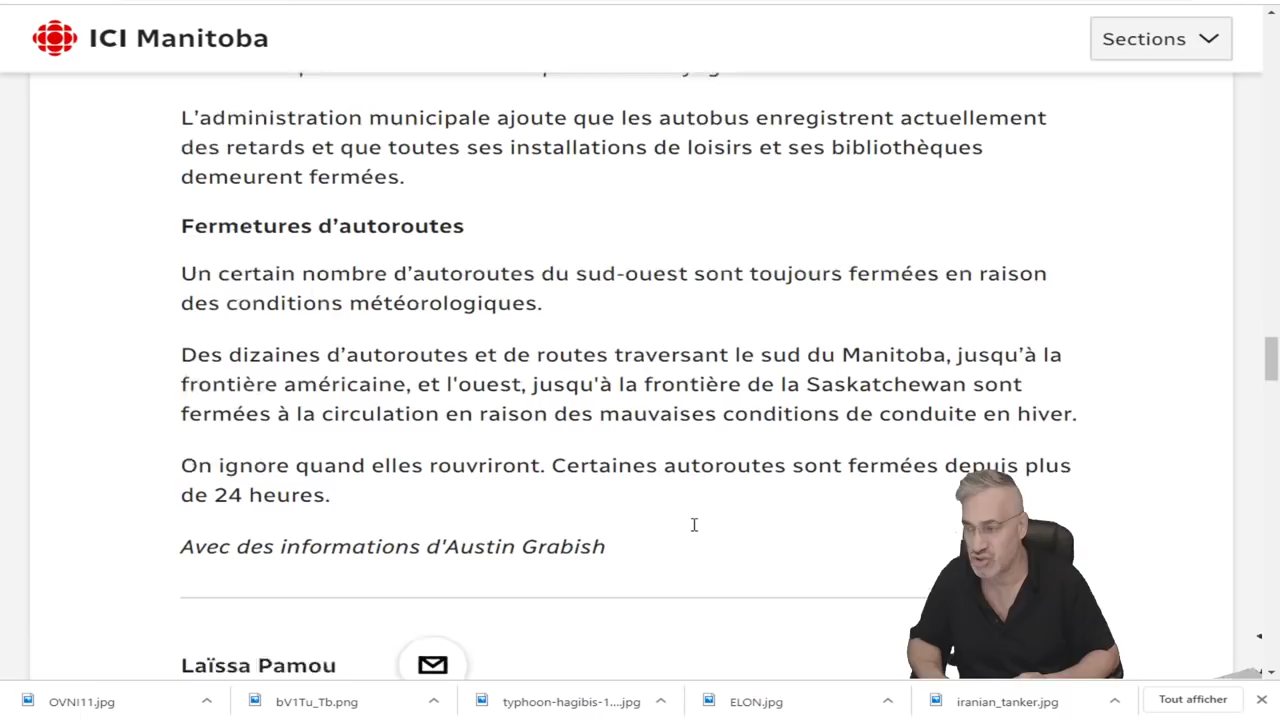 ICI Manitoba
Sections
L’administration municipale ajoute que les autobus enregistrent actuellement
des retards et que toutes ses installations de loisirs et ses bibliothèques
demeurent fermées.
Fermetures d’autoroutes
Un certain nombre d’autoroutes du sud-ouest sont toujours fermées en raison
des conditions météorologiques.
Des dizaines d’autoroutes et de routes traversant le sud du Manitoba, jusqu’à la
frontière américaine, et l'ouest, jusqu'à la frontière de la Saskatchewan sont
fermées à la circulation en raison des mauvaises conditions de conduite en hiver.
On ignore quand elles rouvriront. Certaines autoroutes sont fermées depuis plus
de 24 heures.
Avec des informations d'Austin Grabish
Laïssa Pamou
OVNI11.jpg
bV1Tu_Tb.png
typhoon-hagibis-1....jpg
ELON.jpg
iranian_tanker.jpg
Tout afficher